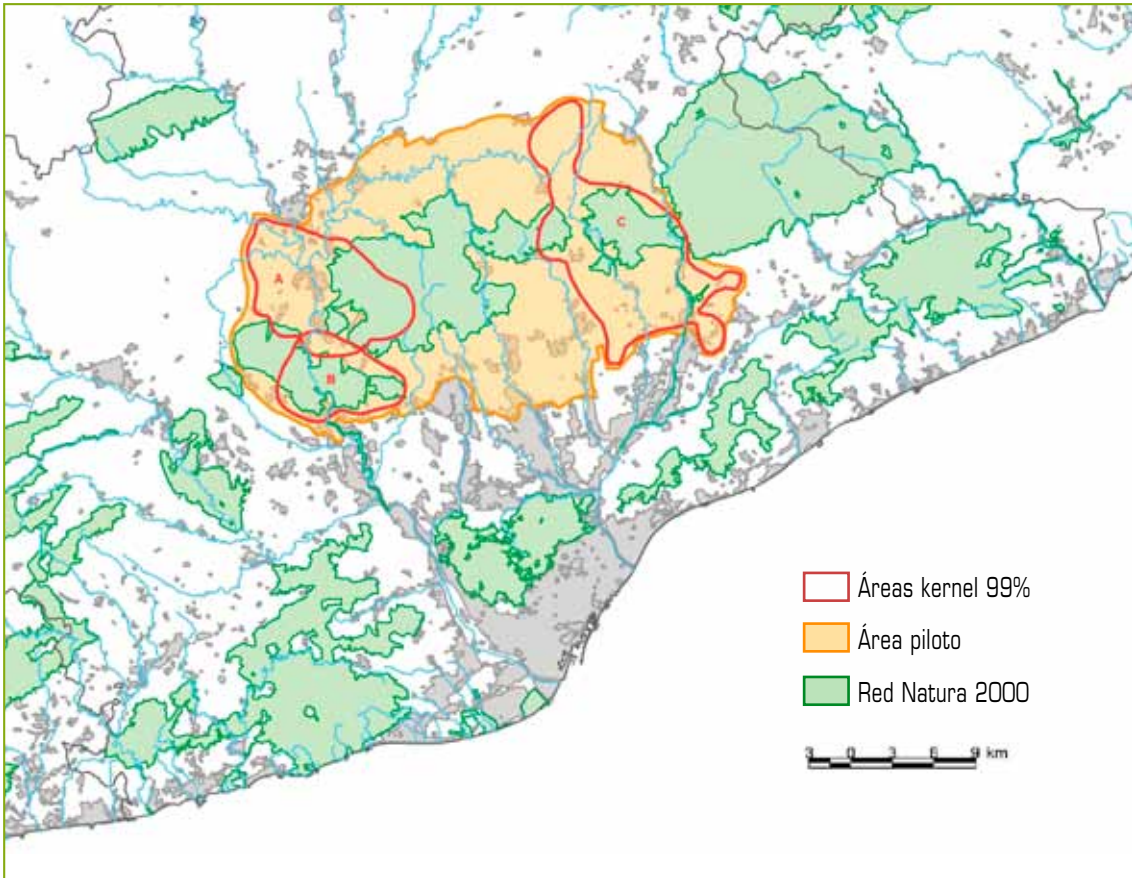 C
A
B
Áreas kernel 99%
Área piloto
Red Natura 2000
3 0 3 6 9 km